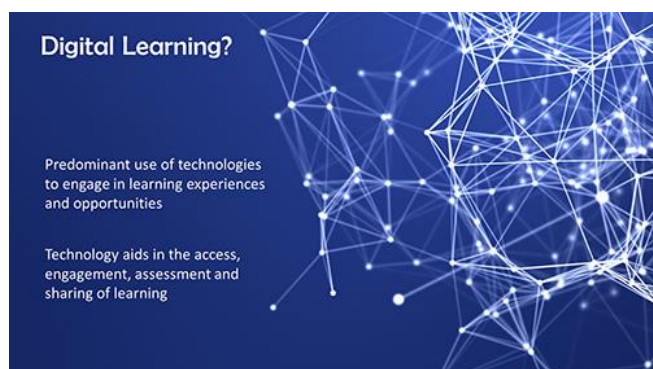 Digital Learning?
Predominant use of technologies
to engage in learning experiences
and opportunities
Technology aids in the access,
engagement, assessment and
sharing of learning